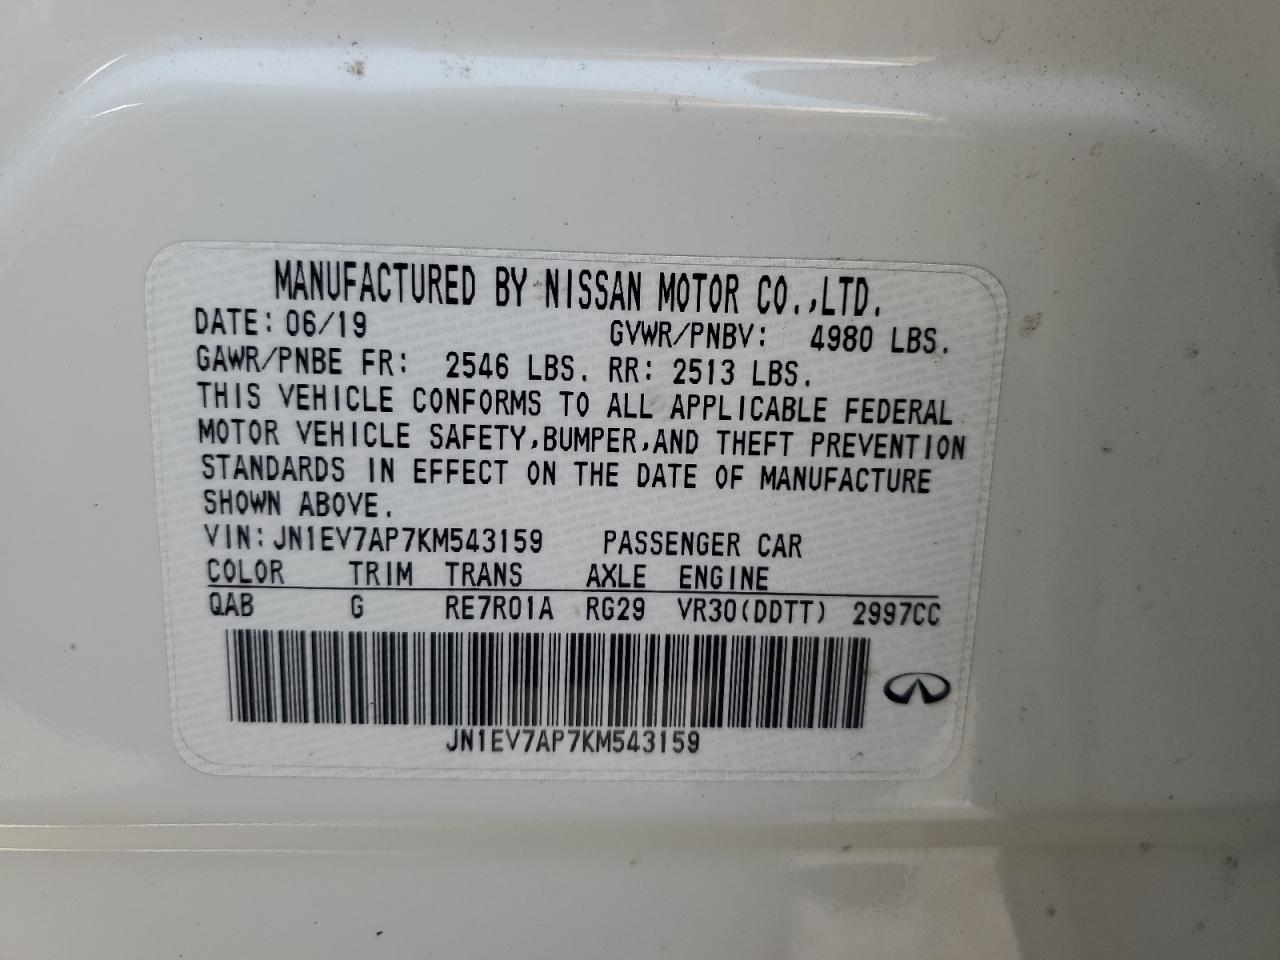 MANUFACTURED BY NISSAN MOTOR CO.,LTD.
DATE: 06/19 GVWR/PNBV: 4980 LBS.
GAWR/PNBE FR: 2546 LBS. RR: 2513 LBS.
THIS VEHICLE CONFORMS TO ALL APPLICABLE FEDERAL
MOTOR VEHICLE SAFETY,BUMPER,AND THEFT PREVENTION
STANDARDS IN EFFECT ON THE DATE OF MANUFACTURE
SHOWN ABOVE.
VIN: JN1EV7AP7KM543159 PASSENGER CAR
COLOR TRIM TRANS AXLE ENGINE
QAB G RE7R01A RG29 VR30(DDTT) 2997CC
JN1EV7AP7KM543159